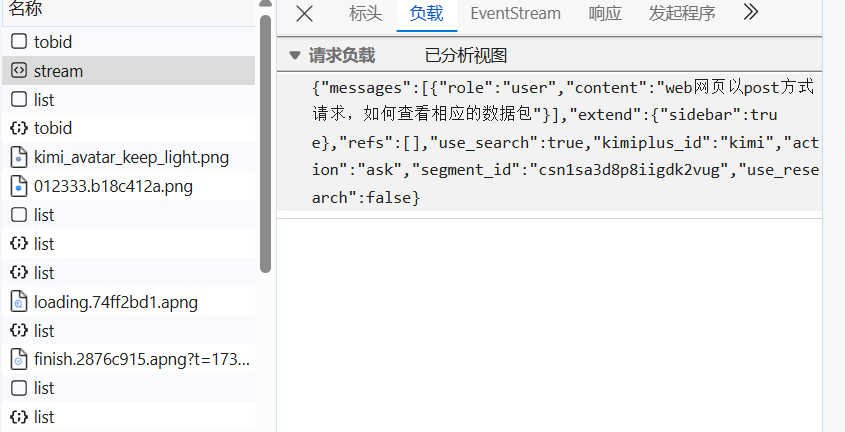 名称
tobid
stream
list
tobid
kimi_avatar_keep_light.png
012333.b18c412a.png
list
list
list
loading.74ff2bd1.apng
list
finish.2876c915.apng?t=173...
list
list
标头 负载 EventStream 响应 发起程序
请求负载 已分析视图
{"messages":[{"role":"user","content":"web网页以post方式
请求，如何查看相应的数据包"}],"extend":{"sidebar":tru
e},"refs":[],"use_search":true,"kimiplus_id":"kimi","act
ion":"ask","segment_id":"csn1sa3d8p8iigdk2vug","use_rese
arch":false}